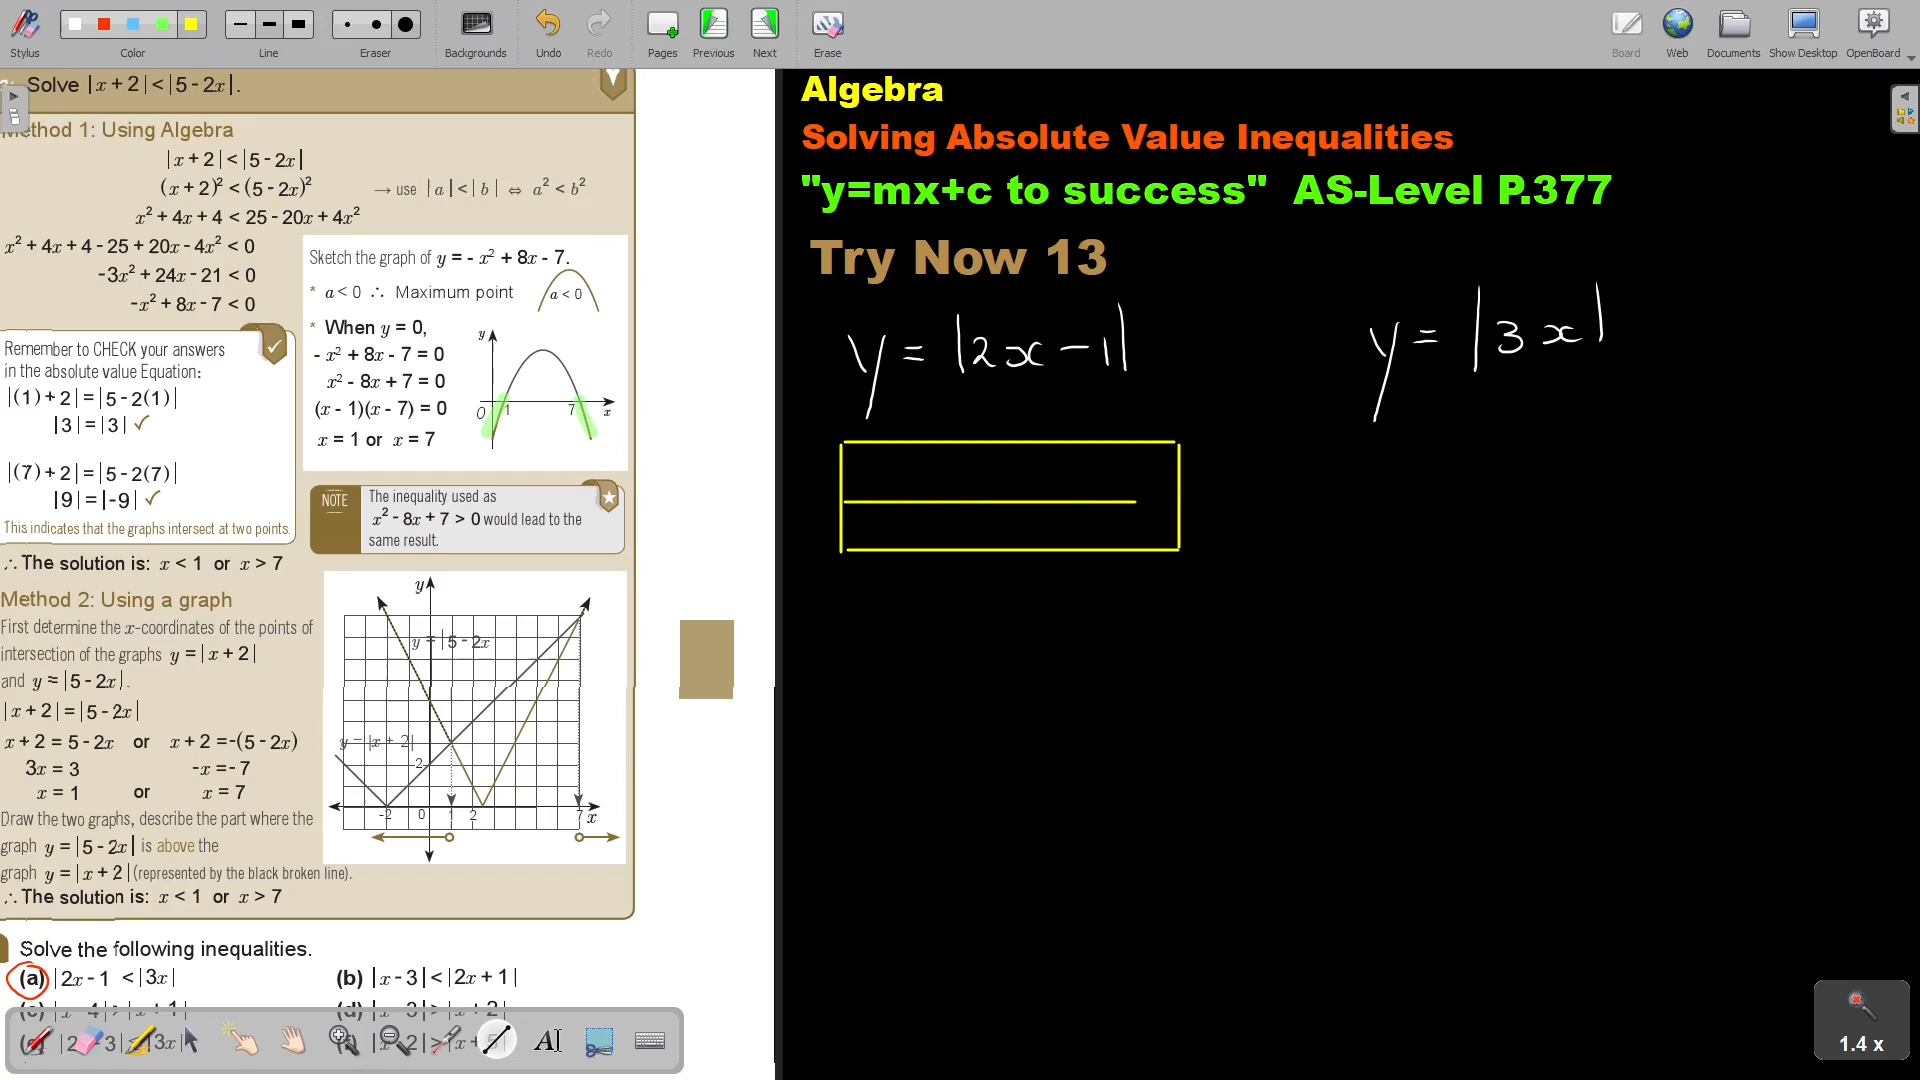 Stylus
Color
Line
Eraser
Backgrounds
Undo
Redo
Pages
Previous
Next
Erase
Board
Web
Documents
Show Desktop
OpenBoard
Solve |x + 2| < |5 - 2x|.
Method 1: Using Algebra
|x + 2| < |5 - 2x|
(x + 2)² < (5 - 2x)² → use |a| < |b| ⇔ a² < b²
x² + 4x + 4 < 25 - 20x + 4x²
x² + 4x + 4 - 25 + 20x - 4x² < 0
-3x² + 24x - 21 < 0
-x² + 8x - 7 < 0
Sketch the graph of y = - x² + 8x - 7.
* a < 0 ∴ Maximum point
a < 0
* When y = 0,
- x² + 8x - 7 = 0
x² - 8x + 7 = 0
(x - 1)(x - 7) = 0
x = 1 or x = 7
y
O 1 7 x
Remember to CHECK your answers
in the absolute value Equation:
|(1) + 2| = |5 - 2(1)|
|3| = |3| ✓
|(7) + 2| = |5 - 2(7)|
|9| = |-9| ✓
This indicates that the graphs intersect at two points.
NOTE
The inequality used as
x² - 8x + 7 > 0 would lead to the
same result.
∴ The solution is: x < 1 or x > 7
Method 2: Using a graph
First determine the x-coordinates of the points of
intersection of the graphs y = |x + 2|
and y = |5 - 2x|.
|x + 2| = |5 - 2x|
x + 2 = 5 - 2x or x + 2 = -(5 - 2x)
3x = 3 -x = -7
x = 1 or x = 7
Draw the two graphs, describe the part where the
graph y = |5 - 2x| is above the
graph y = |x + 2| (represented by the black broken line).
∴ The solution is: x < 1 or x > 7
y
y = |5 - 2x
y = |x + 2|
2
-2 0 1 2 7 x
Solve the following inequalities.
(a) |2x - 1 < |3x|
(b) |x - 3| < |2x + 1|
Algebra
Solving Absolute Value Inequalities
"y=mx+c to success" AS-Level P.377
Try Now 13
y = |2x - 1| y = |3x|
1.4 x